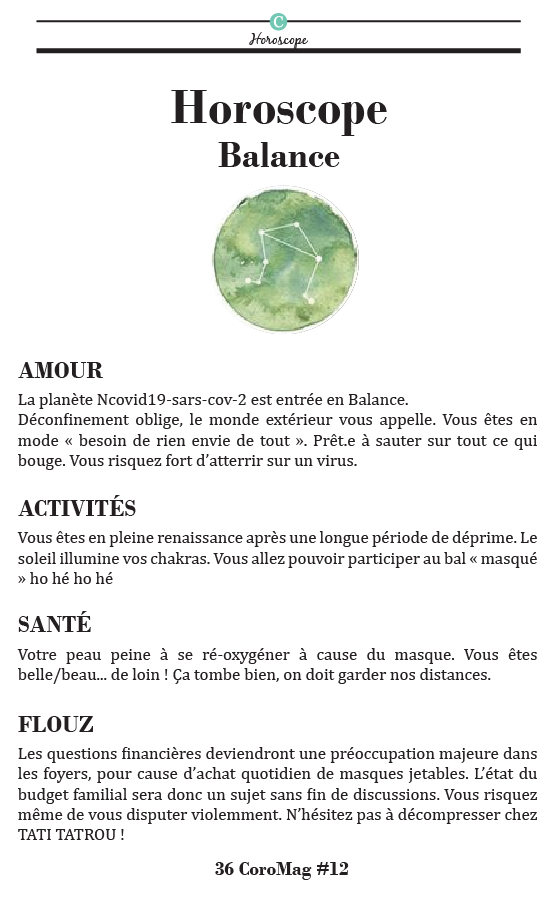 C
Horoscope
Horoscope
Balance
AMOUR
La planète Ncovid19-sars-cov-2 est entrée en Balance.
Déconfinement oblige, le monde extérieur vous appelle. Vous êtes en
mode « besoin de rien envie de tout ». Prêt.e à sauter sur tout ce qui
bouge. Vous risquez fort d’atterrir sur un virus.
ACTIVITÉS
Vous êtes en pleine renaissance après une longue période de déprime. Le
soleil illumine vos chakras. Vous allez pouvoir participer au bal « masqué
» ho hé ho hé
SANTÉ
Votre peau peine à se ré-oxygéner à cause du masque. Vous êtes
belle/beau... de loin ! Ça tombe bien, on doit garder nos distances.
FLOUZ
Les questions financières deviendront une préoccupation majeure dans
les foyers, pour cause d’achat quotidien de masques jetables. L’état du
budget familial sera donc un sujet sans fin de discussions. Vous risquez
même de vous disputer violemment. N’hésitez pas à décompresser chez
TATI TATROU !
36 CoroMag #12